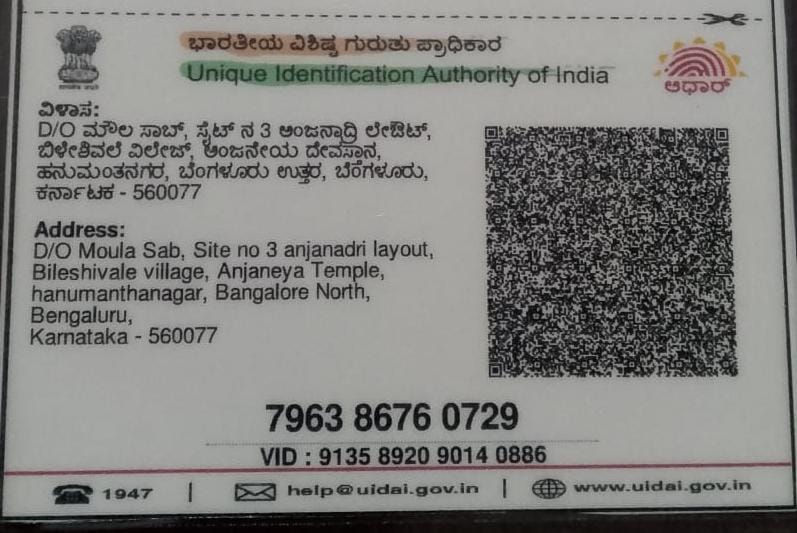 ಭಾರತೀಯ ವಿಶಿಷ್ಟ ಗುರುತು ಪ್ರಾಧಿಕಾರ
Unique Identification Authority of India
ಆಧಾರ್
ವಿಳಾಸ:
D/O ಮೌಲ ಸಾಬ್, ಸೈಟ್ ನ 3 ಅಂಜನಾದ್ರಿ ಲೇಔಟ್,
ಬಿಳೇಶಿವಲೆ ವಿಲೇಜ್, ಆಂಜನೇಯ ದೇವಸಾನ,
ಹನುಮಂತನಗರ, ಬೆಂಗಳೂರು ಉತ್ತರ, ಬೆಂಗಳೂರು,
ಕರ್ನಾಟಕ - 560077
Address:
D/O Moula Sab, Site no 3 anjanadri layout,
Bileshivale village, Anjaneya Temple,
hanumanthanagar, Bangalore North,
Bengaluru,
Karnataka - 560077
7963 8676 0729
VID : 9135 8920 9014 0886
1947 | help@uidai.gov.in | www.uidai.gov.in